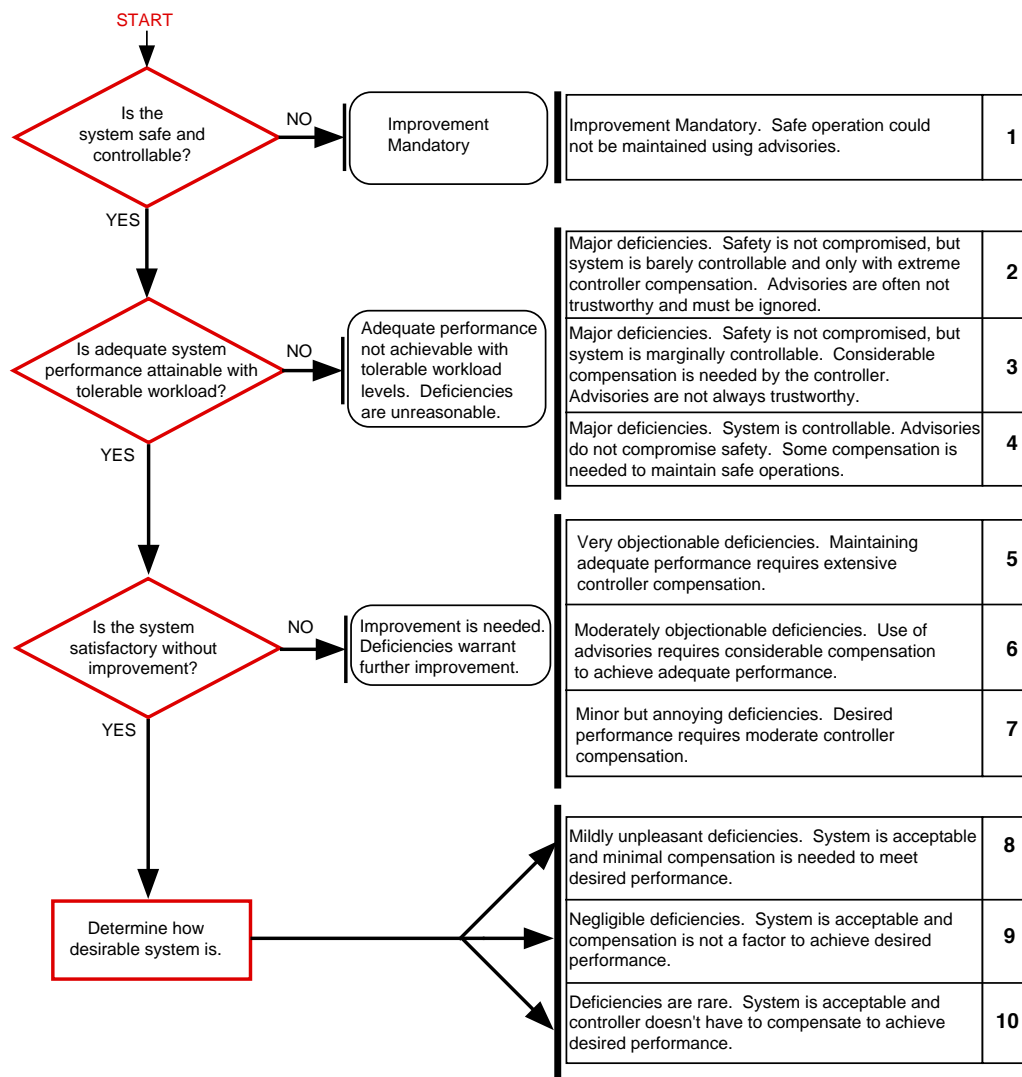 START
Is the
system safe and
controllable?
NO
Improvement
Mandatory
Improvement Mandatory.  Safe operation could
not be maintained using advisories.
1
YES
Is adequate system
performance attainable with
tolerable workload?
NO
Adequate performance
not achievable with
tolerable workload
levels.  Deficiencies
are unreasonable.
Major deficiencies.  Safety is not compromised, but
system is barely controllable and only with extreme
controller compensation.  Advisories are often not
trustworthy and must be ignored.
2
Major deficiencies.  Safety is not compromised, but
system is marginally controllable.  Considerable
compensation is needed by the controller.
Advisories are not always trustworthy.
3
Major deficiencies.  System is controllable. Advisories
do not compromise safety.  Some compensation is
needed to maintain safe operations.
4
YES
Is the system
satisfactory without
improvement?
NO
Improvement is needed.
Deficiencies warrant
further improvement.
Very objectionable deficiencies.  Maintaining
adequate performance requires extensive
controller compensation.
5
Moderately objectionable deficiencies.  Use of
advisories requires considerable compensation
to achieve adequate performance.
6
Minor but annoying deficiencies.  Desired
performance requires moderate controller
compensation.
7
YES
Determine how
desirable system is.
Mildly unpleasant deficiencies.  System is acceptable
and minimal compensation is needed to meet
desired performance.
8
Negligible deficiencies.  System is acceptable and
compensation is not a factor to achieve desired
performance.
9
Deficiencies are rare.  System is acceptable and
controller doesn't have to compensate to achieve
desired performance.
10